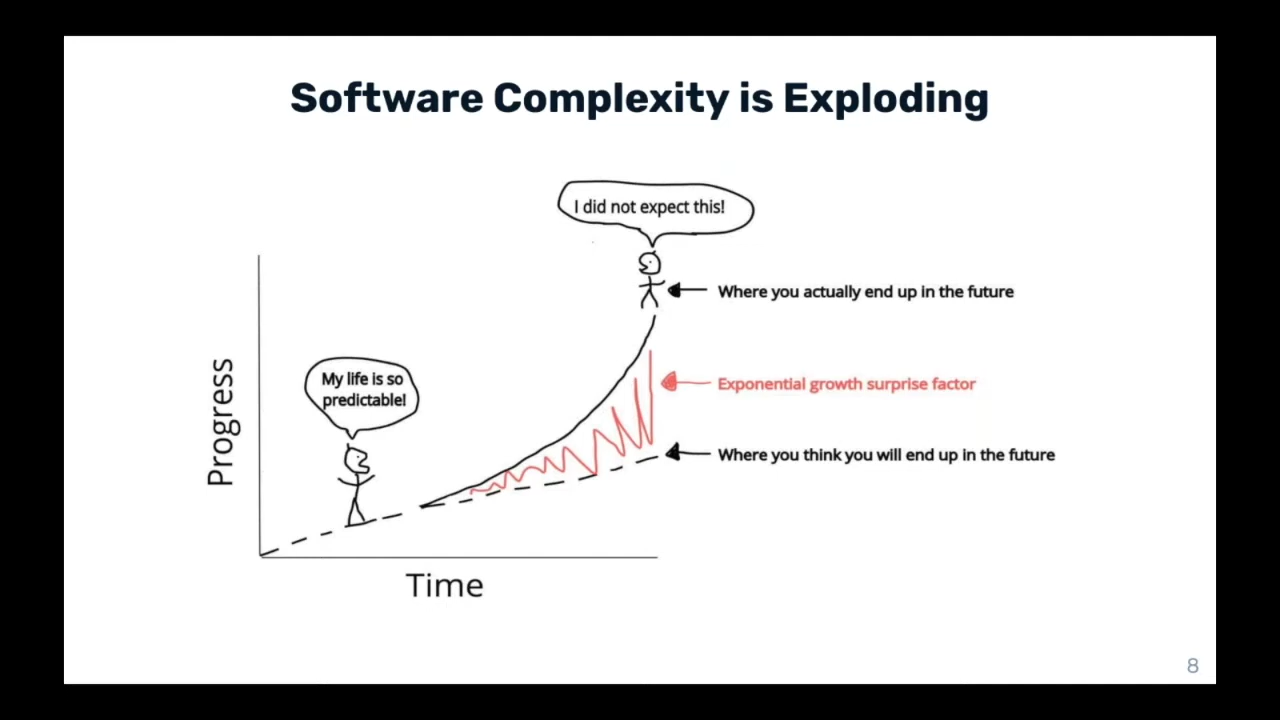 Software Complexity is Exploding
I did not expect this!
Where you actually end up in the future
My life is so
predictable!
Exponential growth surprise factor
Where you think you will end up in the future
Progress
Time
8